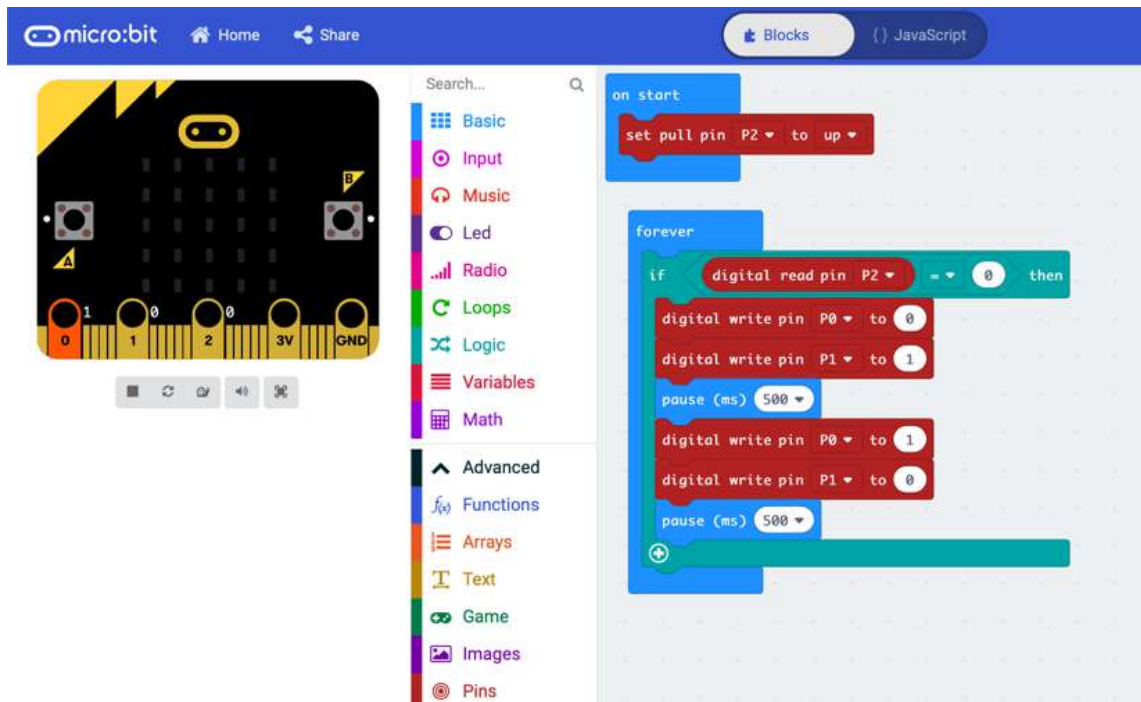 micro:bit Home Share Blocks {} JavaScript
Search...
Basic
Input
Music
Led
Radio
Loops
Logic
Variables
Math
Advanced
f(x) Functions
Arrays
Text
Game
Images
Pins
B
A
1 0 0
0 1 2 3V GND
on start
set pull pin P2 to up
forever
if digital read pin P2 = 0 then
digital write pin P0 to 0
digital write pin P1 to 1
pause (ms) 500
digital write pin P0 to 1
digital write pin P1 to 0
pause (ms) 500